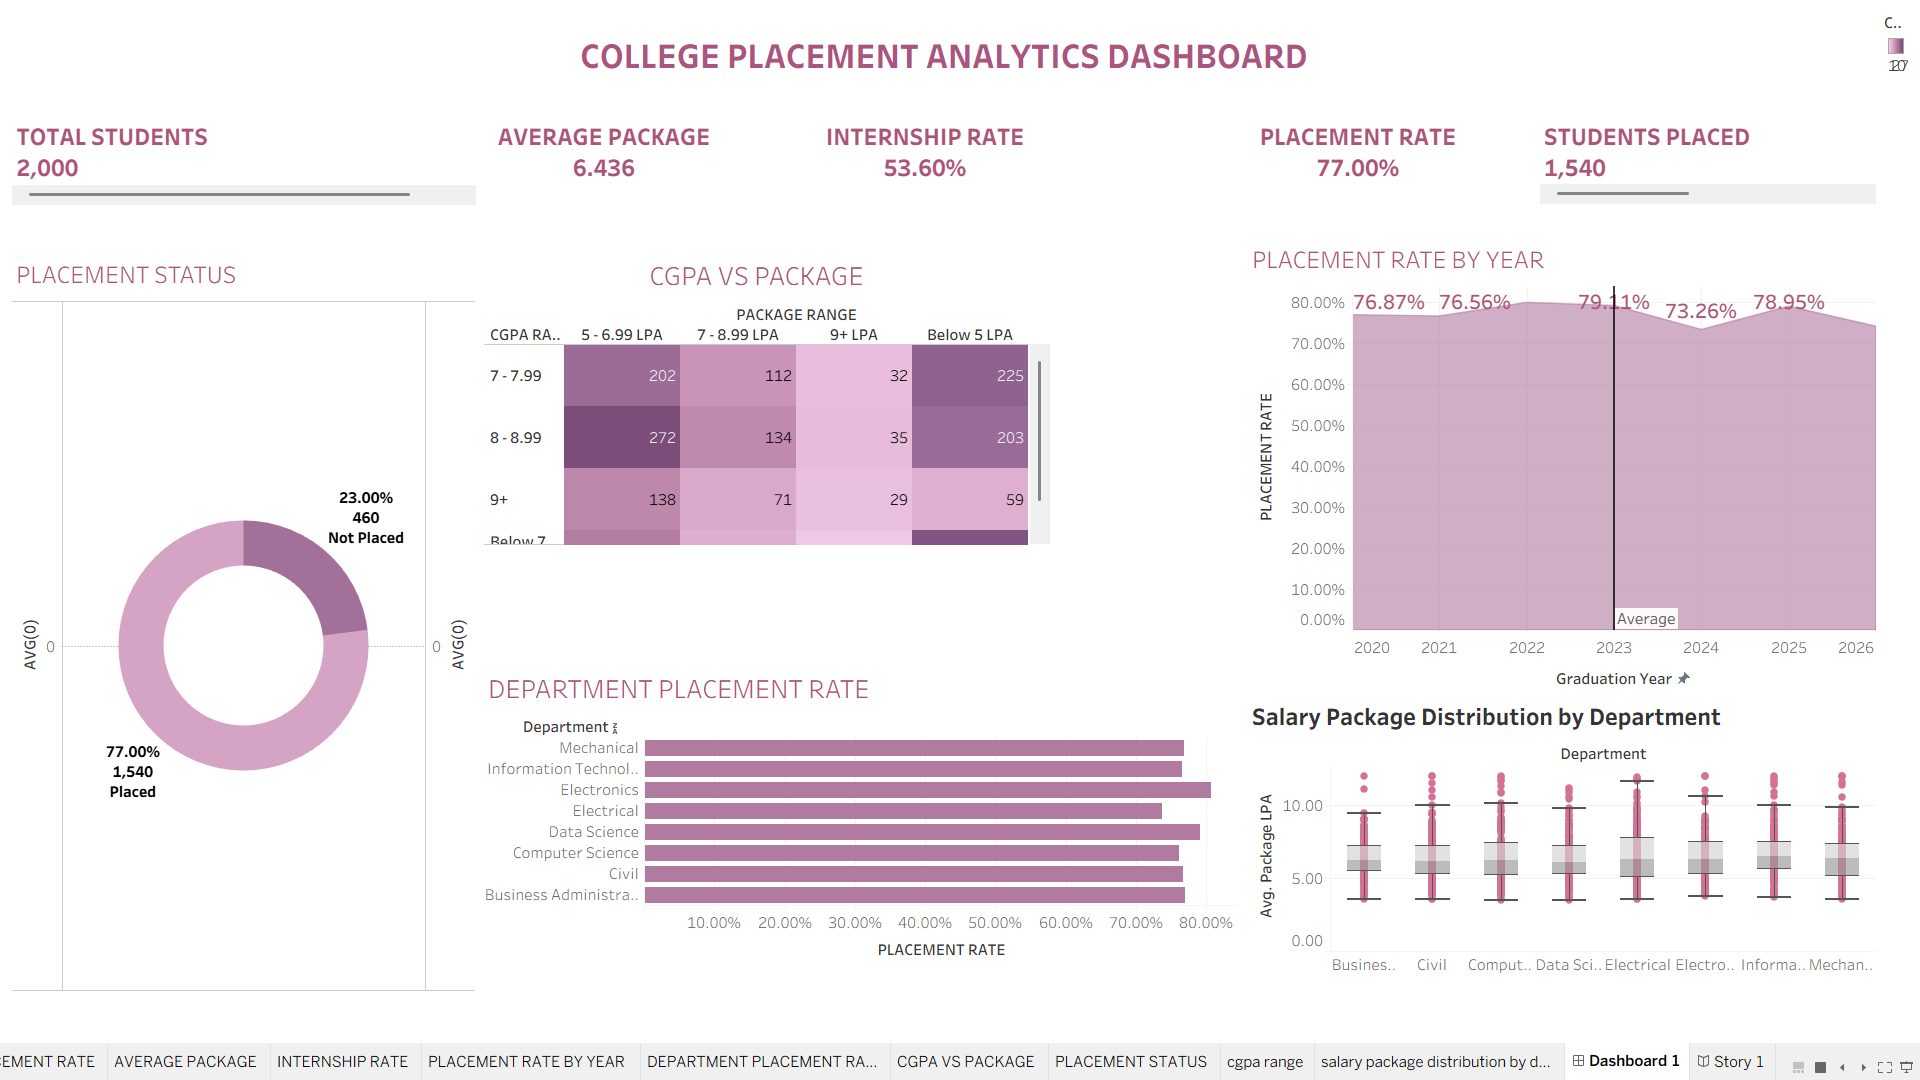 COLLEGE PLACEMENT ANALYTICS DASHBOARD
C..
TOTAL STUDENTS
2,000
AVERAGE PACKAGE
6.436
INTERNSHIP RATE
53.60%
PLACEMENT RATE
77.00%
STUDENTS PLACED
1,540
PLACEMENT STATUS
23.00%
460
Not Placed
AVG(0)
0
0
AVG(0)
77.00%
1,540
Placed
CGPA VS PACKAGE
PACKAGE RANGE
CGPA RA.. 5 - 6.99 LPA 7 - 8.99 LPA 9+ LPA Below 5 LPA
7 - 7.99 202 112 32 225
8 - 8.99 272 134 35 203
9+ 138 71 29 59
Below 7
DEPARTMENT PLACEMENT RATE
Department
Mechanical
Information Technol..
Electronics
Electrical
Data Science
Computer Science
Civil
Business Administra..
10.00% 20.00% 30.00% 40.00% 50.00% 60.00% 70.00% 80.00%
PLACEMENT RATE
PLACEMENT RATE BY YEAR
76.87% 76.56% 79.11% 73.26% 78.95%
PLACEMENT RATE
80.00%
70.00%
60.00%
50.00%
40.00%
30.00%
20.00%
10.00%
0.00%
Average
2020 2021 2022 2023 2024 2025 2026
Graduation Year
Salary Package Distribution by Department
Department
Avg. Package LPA
10.00
5.00
0.00
Busines.. Civil Comput.. Data Sci.. Electrical Electro.. Informa.. Mechan..
CEMENT RATE AVERAGE PACKAGE INTERNSHIP RATE PLACEMENT RATE BY YEAR DEPARTMENT PLACEMENT RA... CGPA VS PACKAGE PLACEMENT STATUS cgpa range salary package distribution by d... Dashboard 1 Story 1